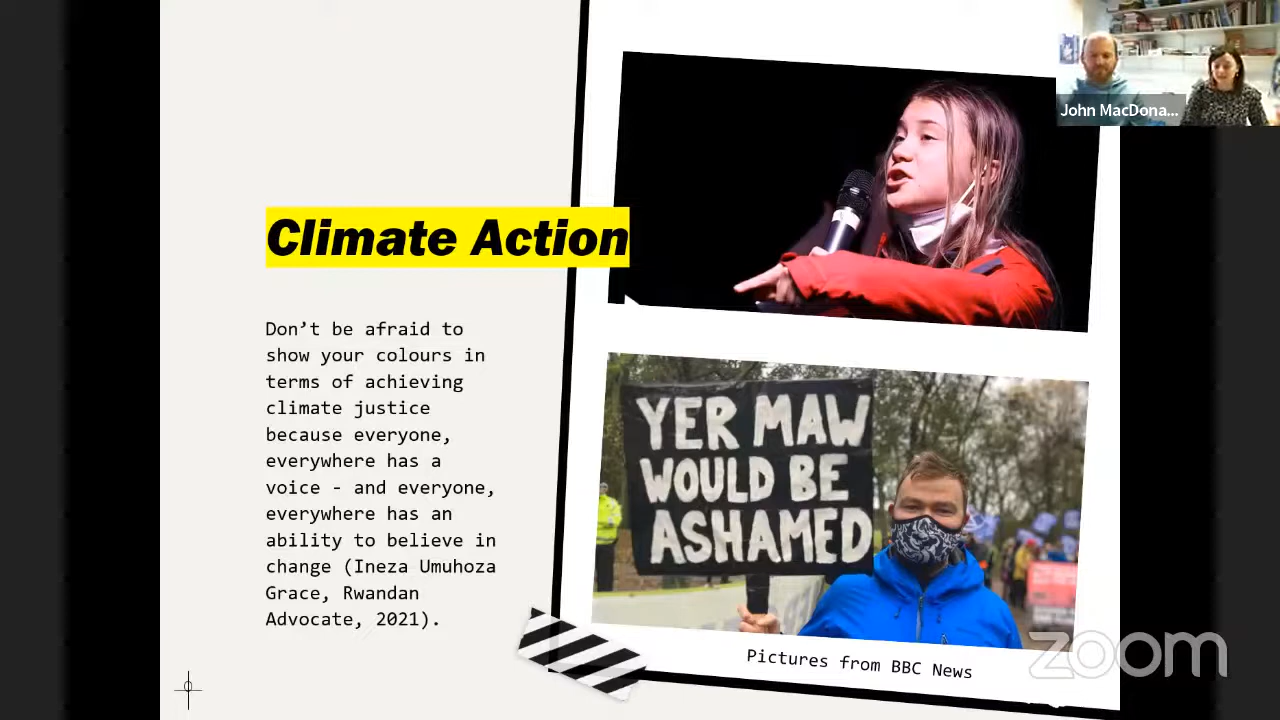 John MacDona...
Climate Action
Don’t be afraid to
show your colours in
terms of achieving
climate justice
because everyone,
everywhere has a
voice - and everyone,
everywhere has an
ability to believe in
change (Ineza Umuhoza
Grace, Rwandan
Advocate, 2021).
YER MAW
WOULD BE
ASHAMED
Pictures from BBC News
zoom